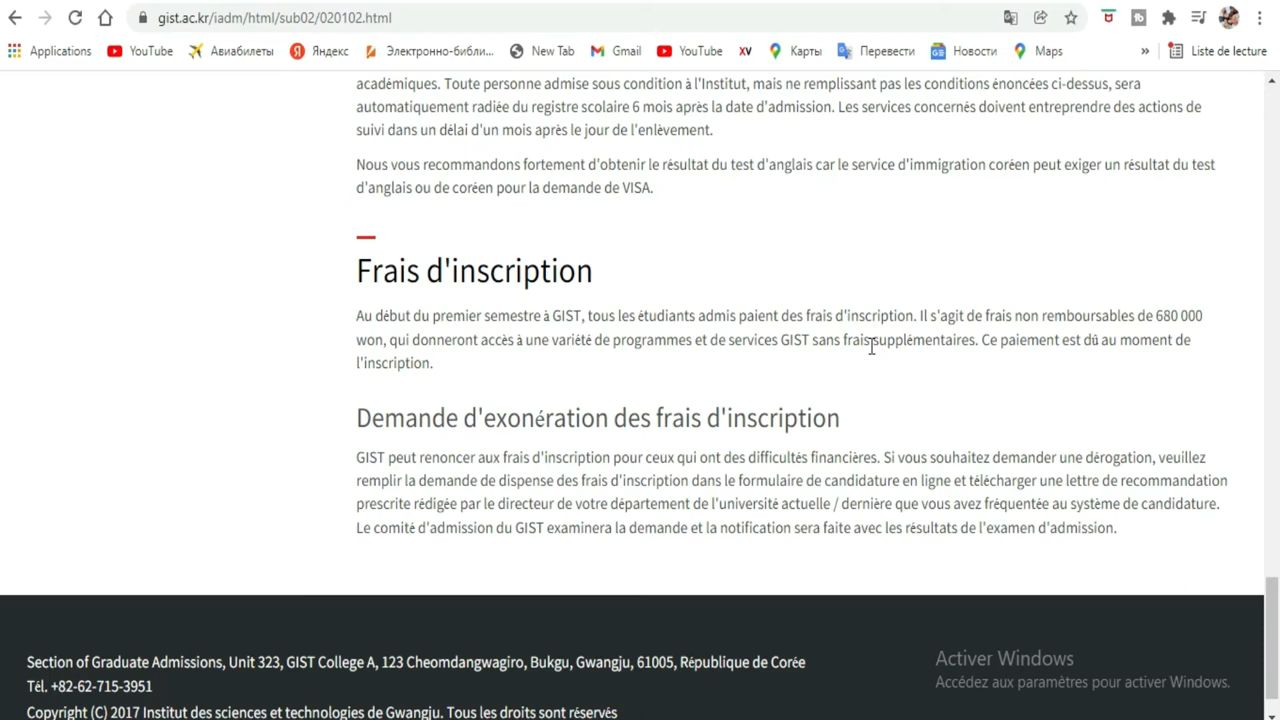 gist.ac.kr/iadm/html/sub02/020102.html
Applications YouTube Авиабилеты Яндекс Электронно-библи... New Tab Gmail YouTube XV Карты Перевести Новости Maps » Liste de lecture
académiques. Toute personne admise sous condition à l'Institut, mais ne remplissant pas les conditions énoncées ci-dessus, sera
automatiquement radiée du registre scolaire 6 mois après la date d'admission. Les services concernés doivent entreprendre des actions de
suivi dans un délai d'un mois après le jour de l'enlèvement.
Nous vous recommandons fortement d'obtenir le résultat du test d'anglais car le service d'immigration coréen peut exiger un résultat du test
d'anglais ou de coréen pour la demande de VISA.
Frais d'inscription
Au début du premier semestre à GIST, tous les étudiants admis paient des frais d'inscription. Il s'agit de frais non remboursables de 680 000
won, qui donneront accès à une variété de programmes et de services GIST sans frais supplémentaires. Ce paiement est dû au moment de
l'inscription.
Demande d'exonération des frais d'inscription
GIST peut renoncer aux frais d'inscription pour ceux qui ont des difficultés financières. Si vous souhaitez demander une dérogation, veuillez
remplir la demande de dispense des frais d'inscription dans le formulaire de candidature en ligne et télécharger une lettre de recommandation
prescrite rédigée par le directeur de votre département de l'université actuelle / dernière que vous avez fréquentée au système de candidature.
Le comité d'admission du GIST examinera la demande et la notification sera faite avec les résultats de l'examen d'admission.
Section of Graduate Admissions, Unit 323, GIST College A, 123 Cheomdangwagiro, Bukgu, Gwangju, 61005, République de Corée
Tél. +82-62-715-3951
Copyright (C) 2017 Institut des sciences et technologies de Gwangju. Tous les droits sont réservés
Activer Windows
Accédez aux paramètres pour activer Windows.